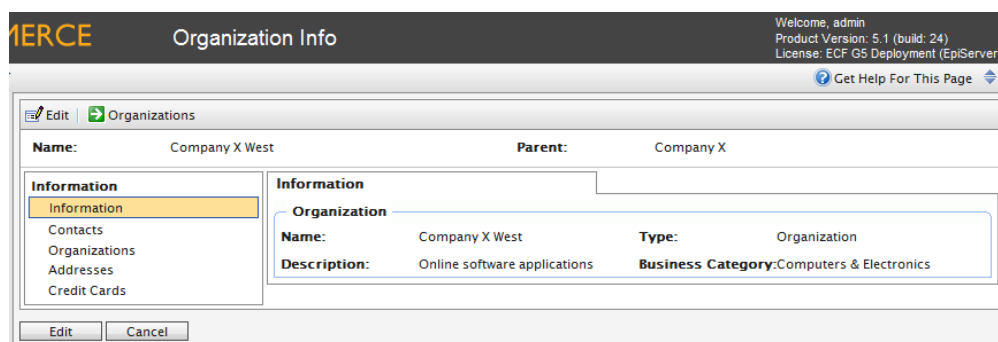 MERCE
Organization Info
Welcome, admin
Product Version: 5.1 (build: 24)
License: ECF G5 Deployment (EpiServer
Get Help For This Page
Edit Organizations
Name: Company X West Parent: Company X
Information
Information
Contacts
Organizations
Addresses
Credit Cards
Information
Organization
Name: Company X West Type: Organization
Description: Online software applications Business Category:Computers & Electronics
Edit Cancel